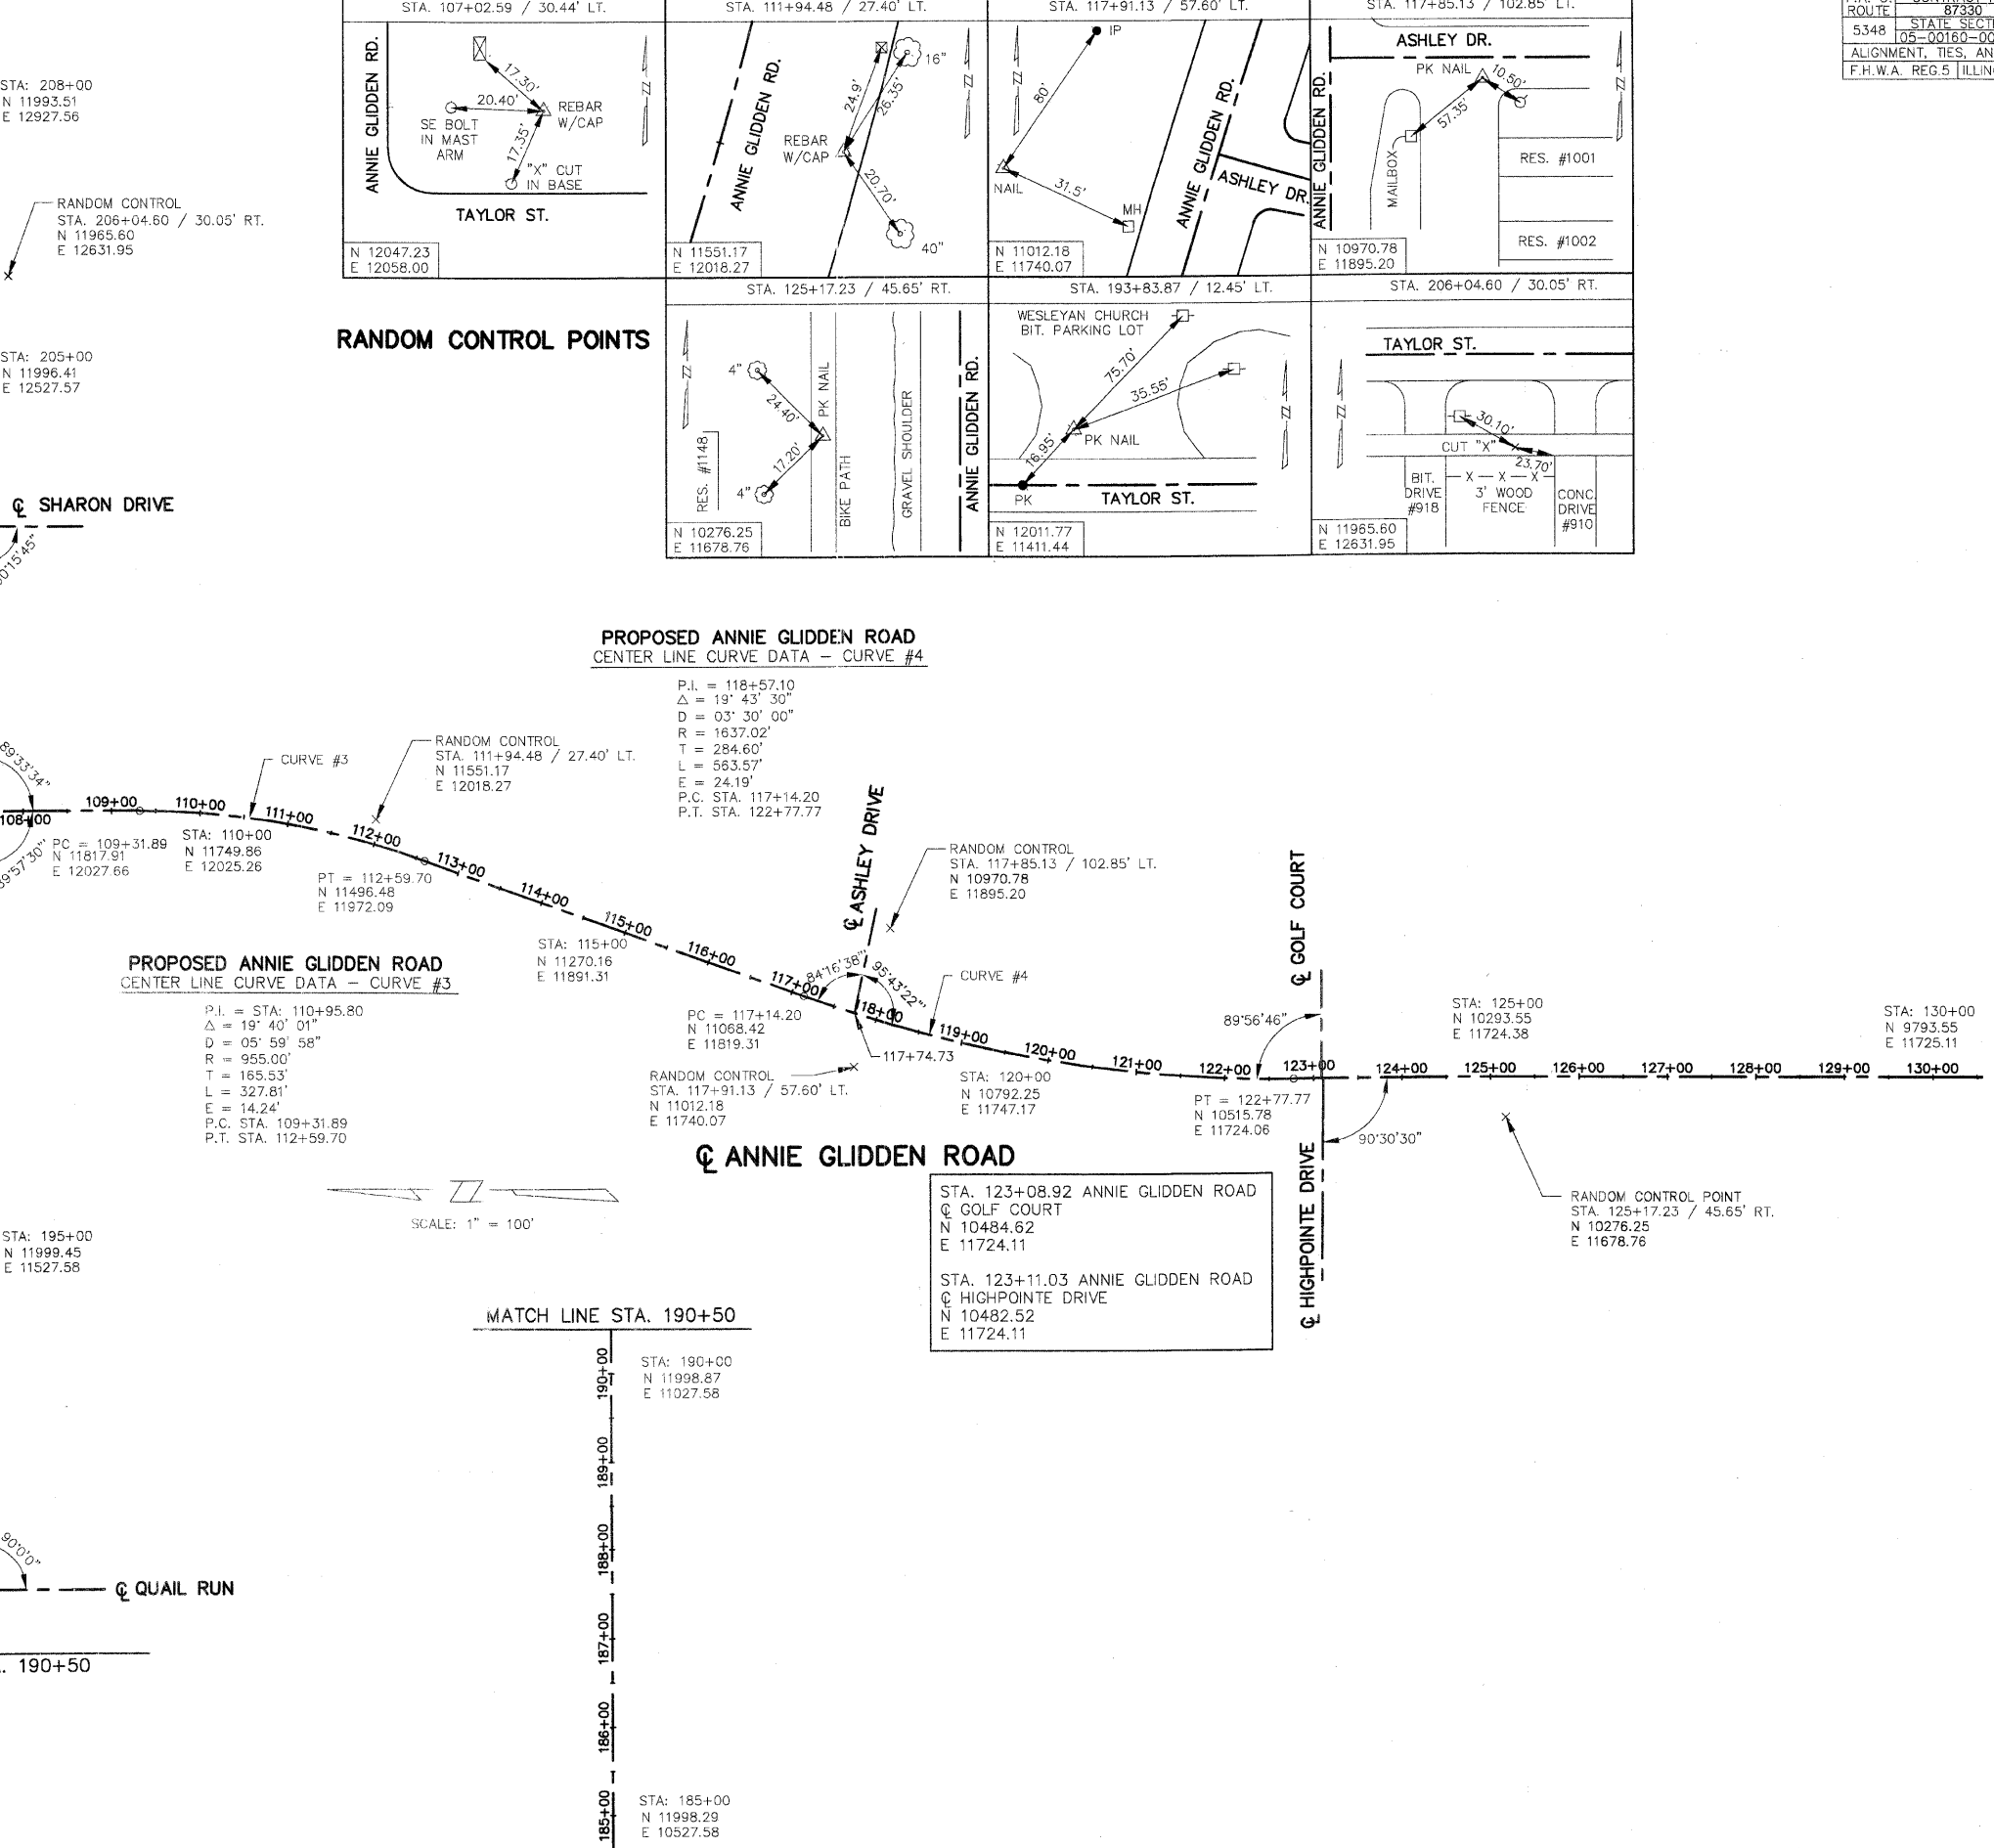 STA. 107+02.59 / 30.44' LT.
STA. 111+94.48 / 27.40' LT.
STA. 117+91.13 / 57.60' LT.
STA. 117+85.13 / 102.85' LT.
ROUTE
87330
5348
05-00160-00
ALIGNMENT, TIES,
F.H.W.A. REG.5
ANNIE GLIDDEN RD.
17.30'
20.40'
17.35'
REBAR
W/CAP
SE BOLT
IN MAST
ARM
"X" CUT
IN BASE
TAYLOR ST.
N 12047.23
E 12058.00
ANNIE GLIDDEN RD.
24.9'
26.35'
16"
REBAR
W/CAP
20.70'
40"
N 11551.17
E 12018.27
IP
80'
NAIL
31.5'
MH
ANNIE GLIDDEN RD.
ASHLEY DR.
N 11012.18
E 11740.07
ANNIE GLIDDEN RD.
ASHLEY DR.
PK NAIL
10.50'
57.35'
MAILBOX
RES. #1001
RES. #1002
N 10970.78
E 11895.20
RANDOM CONTROL POINTS
STA. 125+17.23 / 45.65' RT.
STA. 193+83.87 / 12.45' LT.
STA. 206+04.60 / 30.05' RT.
4"
24.40'
17.20'
4"
RES. #1148
PK NAIL
BIKE PATH
GRAVEL SHOULDER
ANNIE GLIDDEN RD.
N 10276.25
E 11678.76
WESLEYAN CHURCH
BIT. PARKING LOT
75.70'
35.55'
PK NAIL
16.95'
PK
TAYLOR ST.
N 12011.77
E 11411.44
TAYLOR ST.
30.10'
CUT "X"
23.70'
BIT.
DRIVE
#918
X — X — X
3' WOOD
FENCE
CONC.
DRIVE
#910
N 11965.60
E 12631.95
STA: 208+00
N 11993.51
E 12927.56
RANDOM CONTROL
STA. 206+04.60 / 30.05' RT.
N 11965.60
E 12631.95
STA: 205+00
N 11996.41
E 12527.57
℄ SHARON DRIVE
PROPOSED ANNIE GLIDDEN ROAD
CENTER LINE CURVE DATA – CURVE #4
P.I. = 118+57.10
Δ = 19° 43' 30"
D = 03° 30' 00"
R = 1637.02'
T = 284.60'
L = 563.57'
E = 24.19'
P.C. STA. 117+14.20
P.T. STA. 122+77.77
89°33'34"
CURVE #3
RANDOM CONTROL
STA. 111+94.48 / 27.40' LT.
N 11551.17
E 12018.27
108+00
109+00
110+00
111+00
112+00
113+00
114+00
115+00
116+00
117+00
118+00
119+00
120+00
121+00
122+00
123+00
124+00
125+00
126+00
127+00
128+00
129+00
130+00
PC = 109+31.89
N 11817.91
E 12027.66
STA: 110+00
N 11749.86
E 12025.26
PT = 112+59.70
N 11496.48
E 11972.09
STA: 115+00
N 11270.16
E 11891.31
PC = 117+14.20
N 11068.42
E 11819.31
RANDOM CONTROL
STA. 117+91.13 / 57.60' LT.
N 11012.18
E 11740.07
℄ ASHLEY DRIVE
RANDOM CONTROL
STA. 117+85.13 / 102.85' LT.
N 10970.78
E 11895.20
84°16'38"
95°43'22"
CURVE #4
117+74.73
STA: 120+00
N 10792.25
E 11747.17
℄ GOLF COURT
89°56'46"
PT = 122+77.77
N 10515.78
E 11724.06
90°30'30"
℄ HIGHPOINTE DRIVE
STA: 125+00
N 10293.55
E 11724.38
STA: 130+00
N 9793.55
E 11725.11
RANDOM CONTROL POINT
STA. 125+17.23 / 45.65' RT.
N 10276.25
E 11678.76
PROPOSED ANNIE GLIDDEN ROAD
CENTER LINE CURVE DATA – CURVE #3
P.I. = STA: 110+95.80
Δ = 19° 40' 01"
D = 05° 59' 58"
R = 955.00'
T = 165.53'
L = 327.81'
E = 14.24'
P.C. STA. 109+31.89
P.T. STA. 112+59.70
℄ ANNIE GLIDDEN ROAD
SCALE: 1" = 100'
STA. 123+08.92 ANNIE GLIDDEN ROAD
℄ GOLF COURT
N 10484.62
E 11724.11
STA. 123+11.03 ANNIE GLIDDEN ROAD
℄ HIGHPOINTE DRIVE
N 10482.52
E 11724.11
STA: 195+00
N 11999.45
E 11527.58
MATCH LINE STA. 190+50
STA: 190+00
N 11998.87
E 11027.58
190+00
189+00
188+00
187+00
186+00
185+00
90°0'0"
℄ QUAIL RUN
190+50
STA: 185+00
N 11998.29
E 10527.58